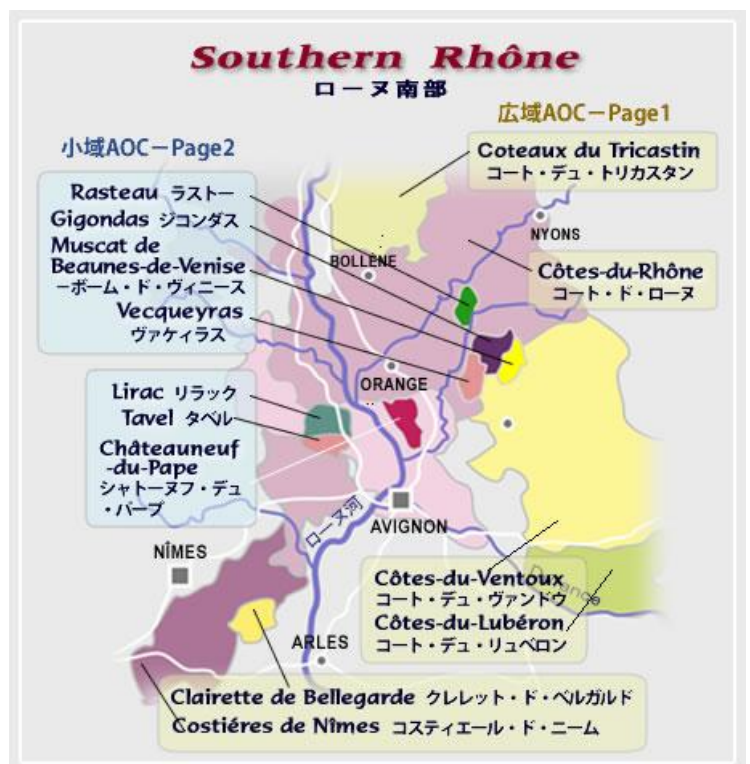 Southern Rhône
ローヌ南部
広域AOC－Page1
小域AOC－Page2
Coteaux du Tricastin
コート・デュ・トリカスタン
Rasteau ラストー
Gigondas ジコンダス
Muscat de
Beaunes-de-Venise
－ボーム・ド・ヴィニース
Vecqueyras
ヴァケィラス
NYONS
BOLLÈNE
Côtes-du-Rhône
コート・ド・ローヌ
ORANGE
Lirac リラック
Tavel タベル
Châteauneuf
-du-Pape
シャトーヌフ・デュ
・パープ
ローヌ河
AVIGNON
NÎMES
Durance
Côtes-du-Ventoux
コート・デュ・ヴァンドウ
Côtes-du-Lubéron
コート・デュ・リュベロン
ARLES
Clairette de Bellegarde クレレット・ド・ベルガルド
Costiéres de Nîmes コスティエール・ド・ニーム